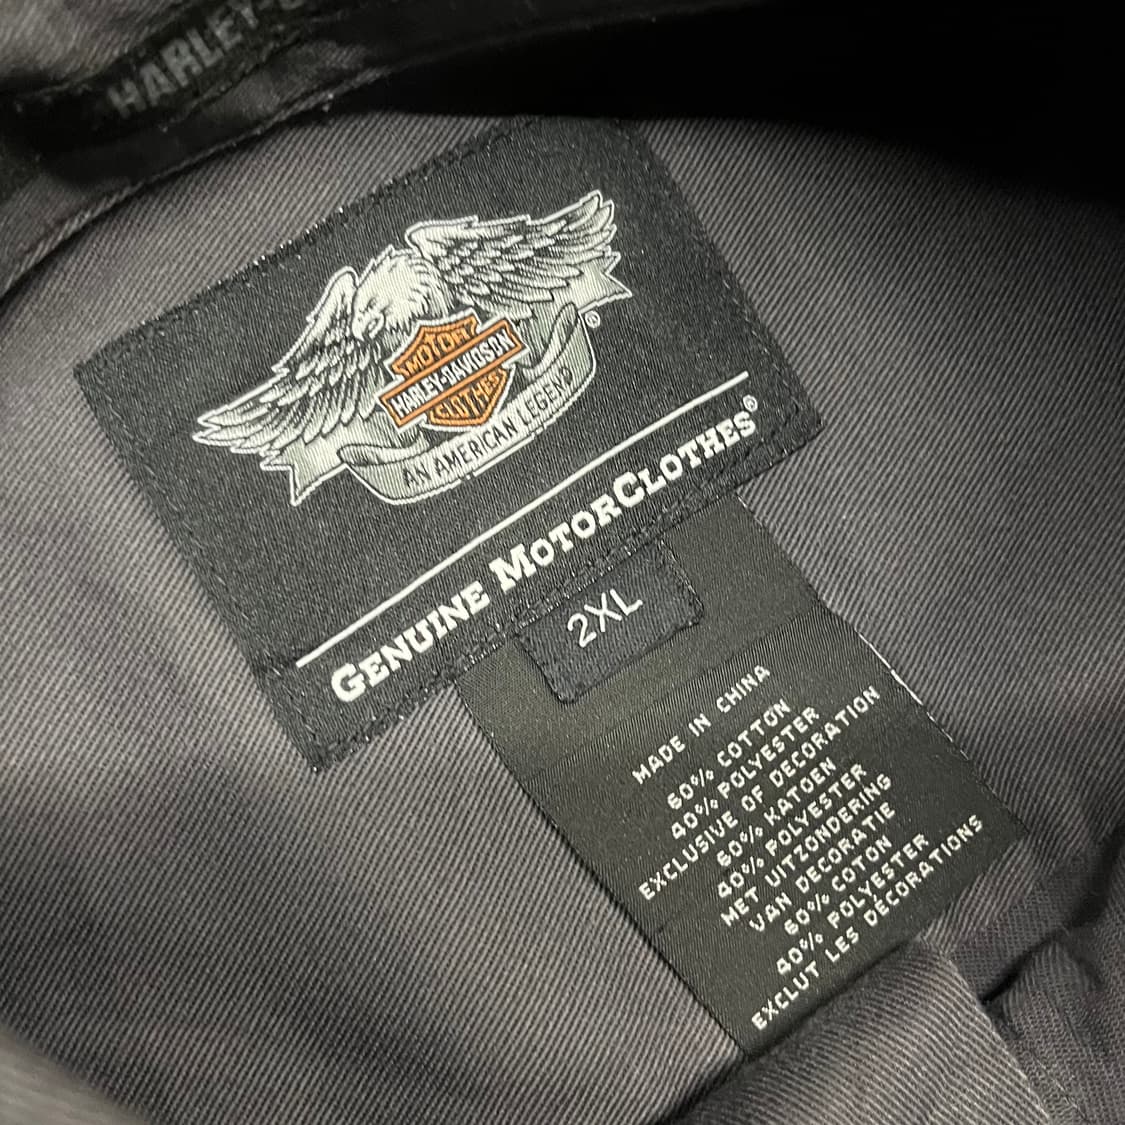 HARLEY-
MOTOR
HARLEY-DAVIDSON
CLOTHES
AN AMERICAN LEGEND
®
GENUINE MOTORCLOTHES®
2XL
MADE IN CHINA
60% COTTON
40% POLYESTER
EXCLUSIVE OF DECORATION
60% KATOEN
40% POLYESTER
MET UITZONDERING
VAN DECORATIE
60% COTON
40% POLYESTER
EXCLUT LES DÉCORATIONS